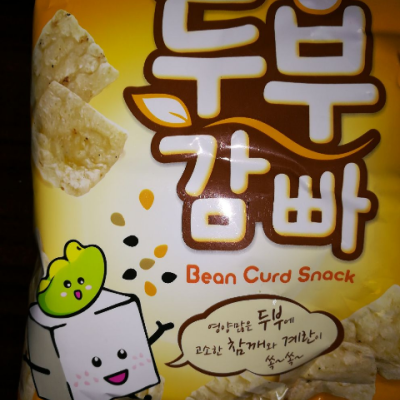 두부
감빠
Bean Curd Snack
영양많은 두부에
고소한 참깨와 계란이
쏙~쏙~